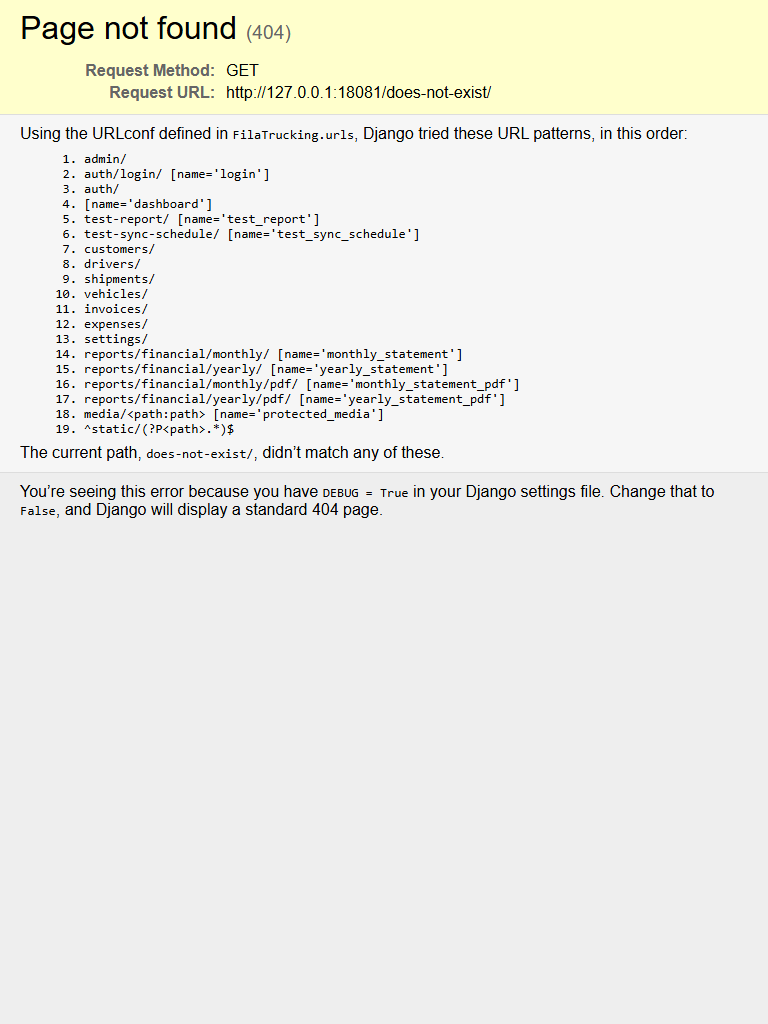 Page not found (404)
Request Method: GET
Request URL: http://127.0.0.1:18081/does-not-exist/
Using the URLconf defined in FilaTrucking.urls, Django tried these URL patterns, in this order:
1. admin/
2. auth/login/ [name='login']
3. auth/
4. [name='dashboard']
5. test-report/ [name='test_report']
6. test-sync-schedule/ [name='test_sync_schedule']
7. customers/
8. drivers/
9. shipments/
10. vehicles/
11. invoices/
12. expenses/
13. settings/
14. reports/financial/monthly/ [name='monthly_statement']
15. reports/financial/yearly/ [name='yearly_statement']
16. reports/financial/monthly/pdf/ [name='monthly_statement_pdf']
17. reports/financial/yearly/pdf/ [name='yearly_statement_pdf']
18. media/<path:path> [name='protected_media']
19. ^static/(?P<path>.*)$
The current path, does-not-exist/, didn’t match any of these.
You’re seeing this error because you have DEBUG = True in your Django settings file. Change that to
False, and Django will display a standard 404 page.